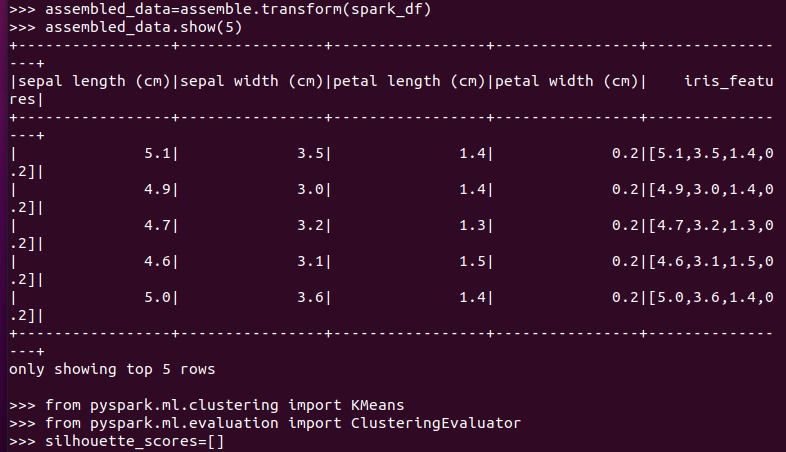 >>> assembled_data=assemble.transform(spark_df)
>>> assembled_data.show(5)
+-----------------+----------------+-----------------+----------------+--------------
---+
|sepal length (cm)|sepal width (cm)|petal length (cm)|petal width (cm)|    iris_featu
res|
+-----------------+----------------+-----------------+----------------+--------------
---+
|              5.1|             3.5|              1.4|             0.2|[5.1,3.5,1.4,0
.2]|
|              4.9|             3.0|              1.4|             0.2|[4.9,3.0,1.4,0
.2]|
|              4.7|             3.2|              1.3|             0.2|[4.7,3.2,1.3,0
.2]|
|              4.6|             3.1|              1.5|             0.2|[4.6,3.1,1.5,0
.2]|
|              5.0|             3.6|              1.4|             0.2|[5.0,3.6,1.4,0
.2]|
+-----------------+----------------+-----------------+----------------+--------------
---+
only showing top 5 rows

>>> from pyspark.ml.clustering import KMeans
>>> from pyspark.ml.evaluation import ClusteringEvaluator
>>> silhouette_scores=[]